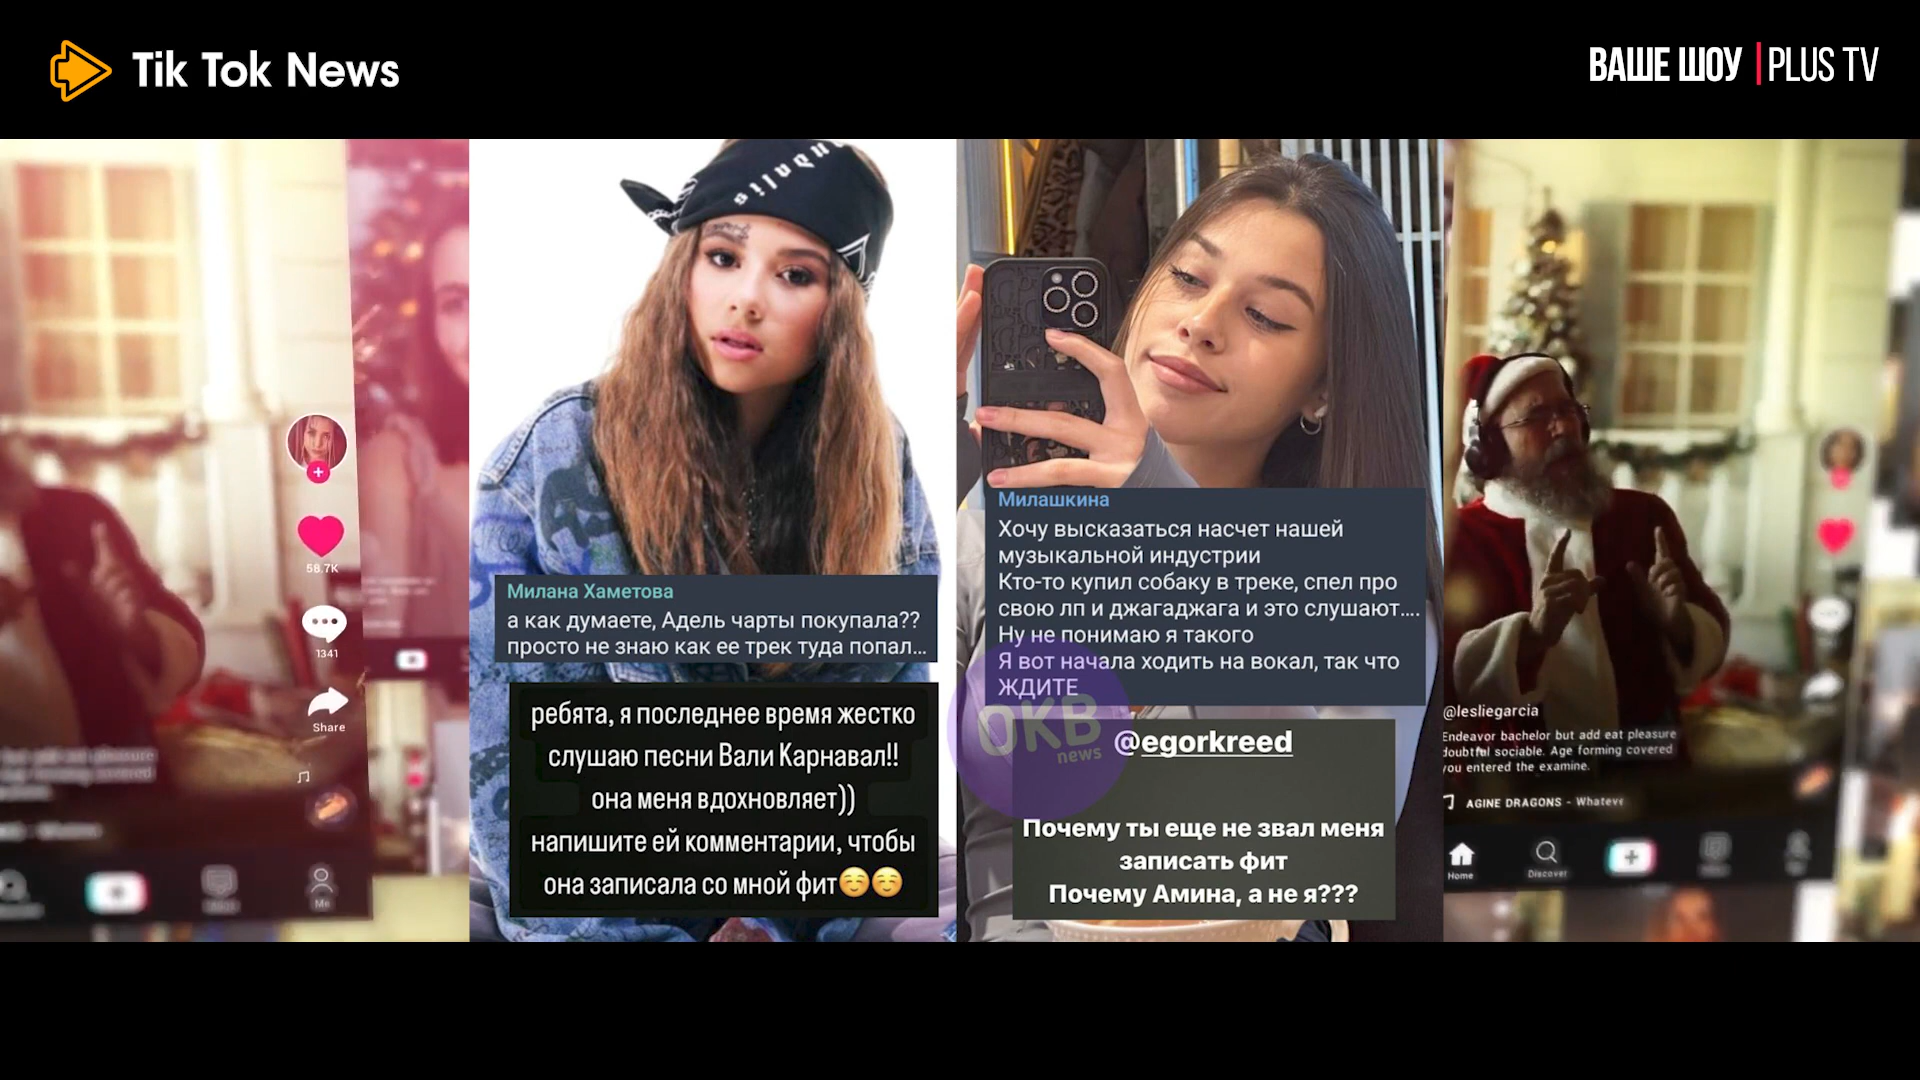 Tik Tok News
ВАШЕ ШОУ | PLUS TV
58.7K
1341
Share
Me
Милана Хаметова
а как думаете, Адель чарты покупала??
просто не знаю как ее трек туда попал...
ребята, я последнее время жестко
слушаю песни Вали Карнавал!!
она меня вдохновляет))
напишите ей комментарии, чтобы
она записала со мной фит☺️☺️
Милашкина
Хочу высказаться насчет нашей
музыкальной индустрии
Кто-то купил собаку в треке, спел про
свою лп и джагаджага и это слушают....
Ну не понимаю я такого
Я вот начала ходить на вокал, так что
ЖДИТЕ
ОКВ
news
@egorkreed
Почему ты еще не звал меня
записать фит
Почему Амина, а не я???
@lesliegarcia
Endeavor bachelor but add eat pleasure
doubtful sociable. Age forming covered
you entered the examine.
AGINE DRAGONS - Whateve
Home
Discover